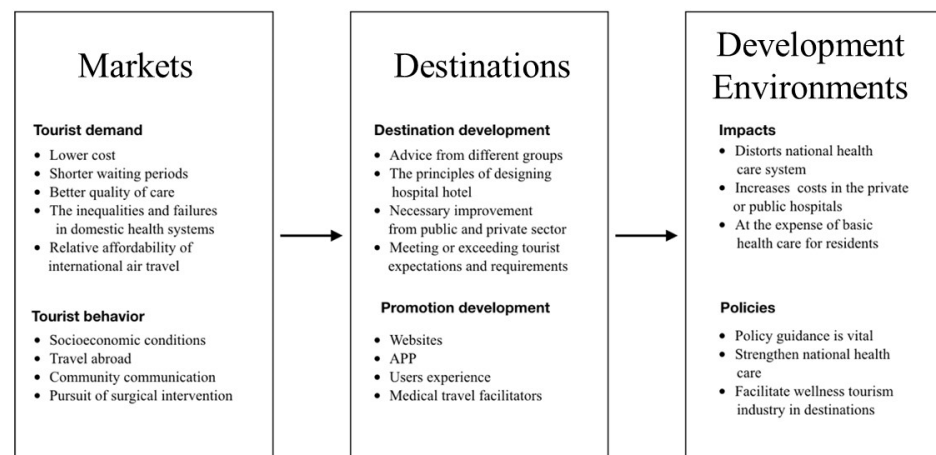 Markets
Tourist demand
• Lower cost
• Shorter waiting periods
• Better quality of care
• The inequalities and failures
in domestic health systems
• Relative affordability of
international air travel
Tourist behavior
• Socioeconomic conditions
• Travel abroad
• Community communication
• Pursuit of surgical intervention
Destinations
Destination development
• Advice from different groups
• The principles of designing
hospital hotel
• Necessary improvement
from public and private sector
• Meeting or exceeding tourist
expectations and requirements
Promotion development
• Websites
• APP
• Users experience
• Medical travel facilitators
Development
Environments
Impacts
• Distorts national health
care system
• Increases costs in the private
or public hospitals
• At the expense of basic
health care for residents
Policies
• Policy guidance is vital
• Strengthen national health
care
• Facilitate wellness tourism
industry in destinations